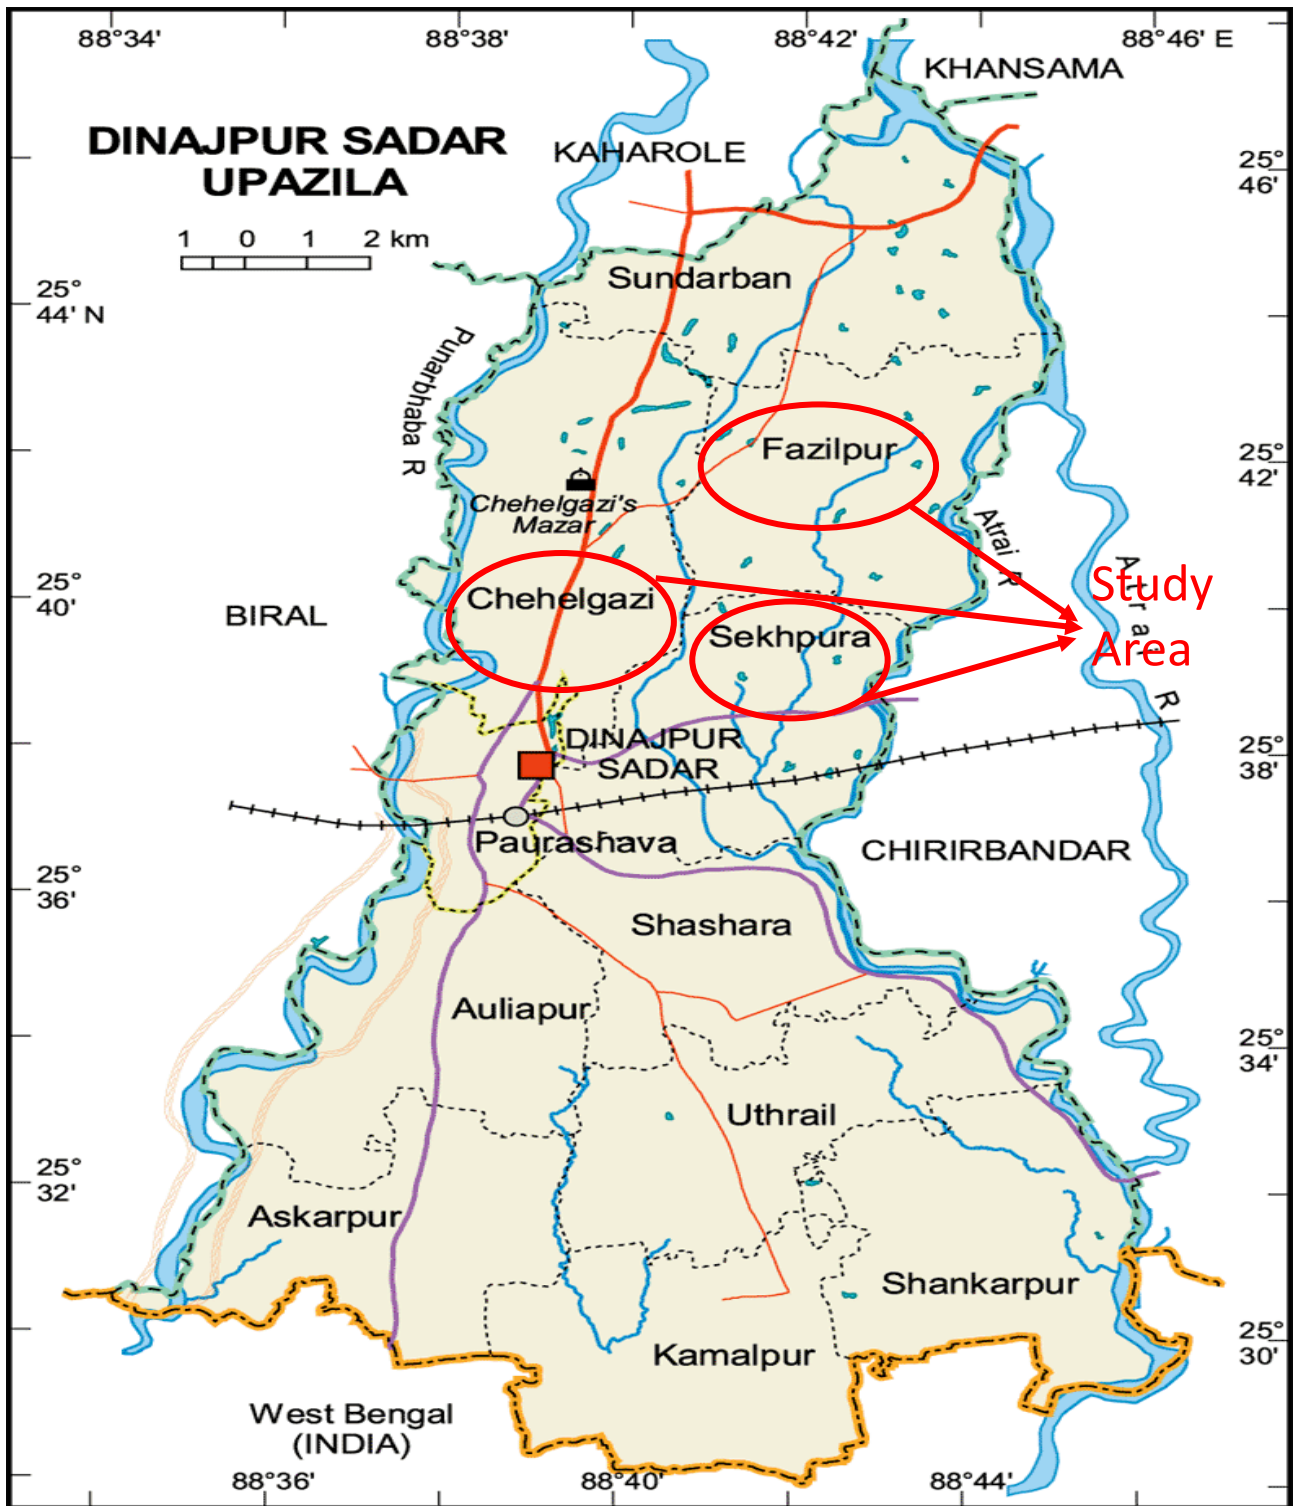 88°34'
88°38'
88°42'
88°46' E
KHANSAMA
DINAJPUR SADAR
UPAZILA
KAHAROLE
25°
46'
1 0 1 2 km
Sundarban
25°
44' N
Punarbhaba R
Fazilpur
25°
42'
Chehelgazi's
Mazar
Atrai R
25°
40'
Chehelgazi
Study
Area
Atrai R
BIRAL
Sekhpura
DINAJPUR
SADAR
25°
38'
Paurashava
CHIRIRBANDAR
25°
36'
Shashara
Auliapur
25°
34'
Uthrail
25°
32'
Askarpur
Shankarpur
25°
30'
Kamalpur
West Bengal
(INDIA)
88°36'
88°40'
88°44'